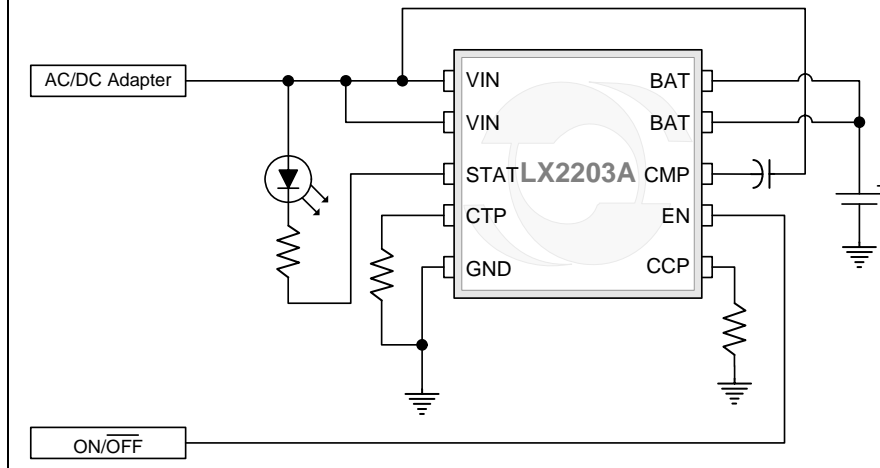 AC/DC Adapter
VIN
BAT
VIN
BAT
STAT
LX2203A
CMP
CTP
EN
GND
CCP
ON/OFF